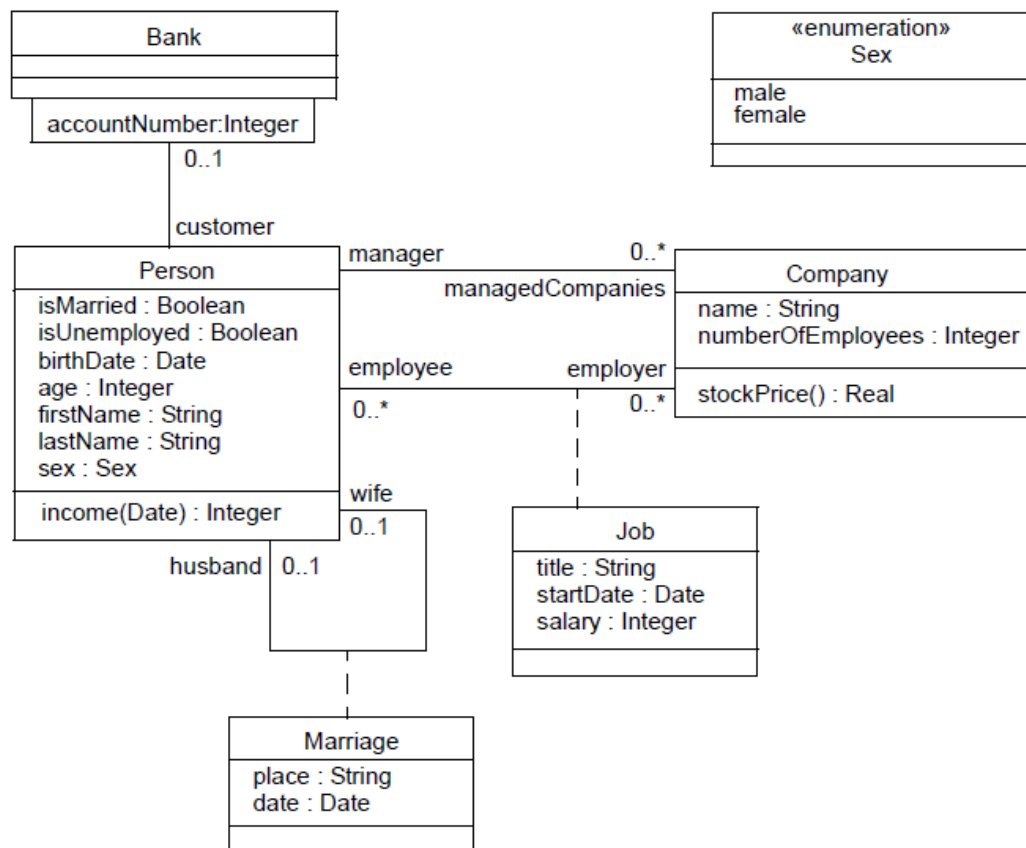 Bank
accountNumber:Integer
0..1
customer
«enumeration»
Sex
male
female
Person
isMarried : Boolean
isUnemployed : Boolean
birthDate : Date
age : Integer
firstName : String
lastName : String
sex : Sex
income(Date) : Integer
manager
0..*
managedCompanies
employee
employer
0..*
0..*
Company
name : String
numberOfEmployees : Integer
stockPrice() : Real
wife
0..1
husband
0..1
Job
title : String
startDate : Date
salary : Integer
Marriage
place : String
date : Date